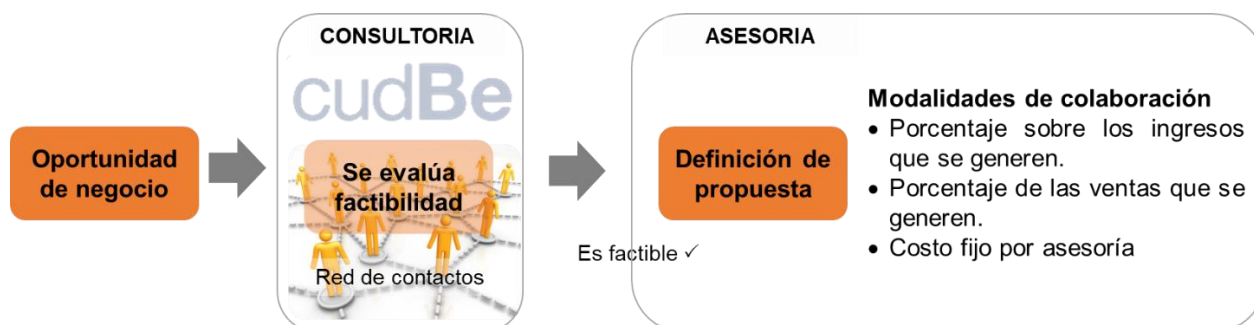 Oportunidad
de negocio
CONSULTORIA
cudBe
Se evalúa
factibilidad
Red de contactos
Es factible ✓
ASESORIA
Definición de
propuesta
Modalidades de colaboración
• Porcentaje sobre los ingresos
que se generen.
• Porcentaje de las ventas que se
generen.
• Costo fijo por asesoría